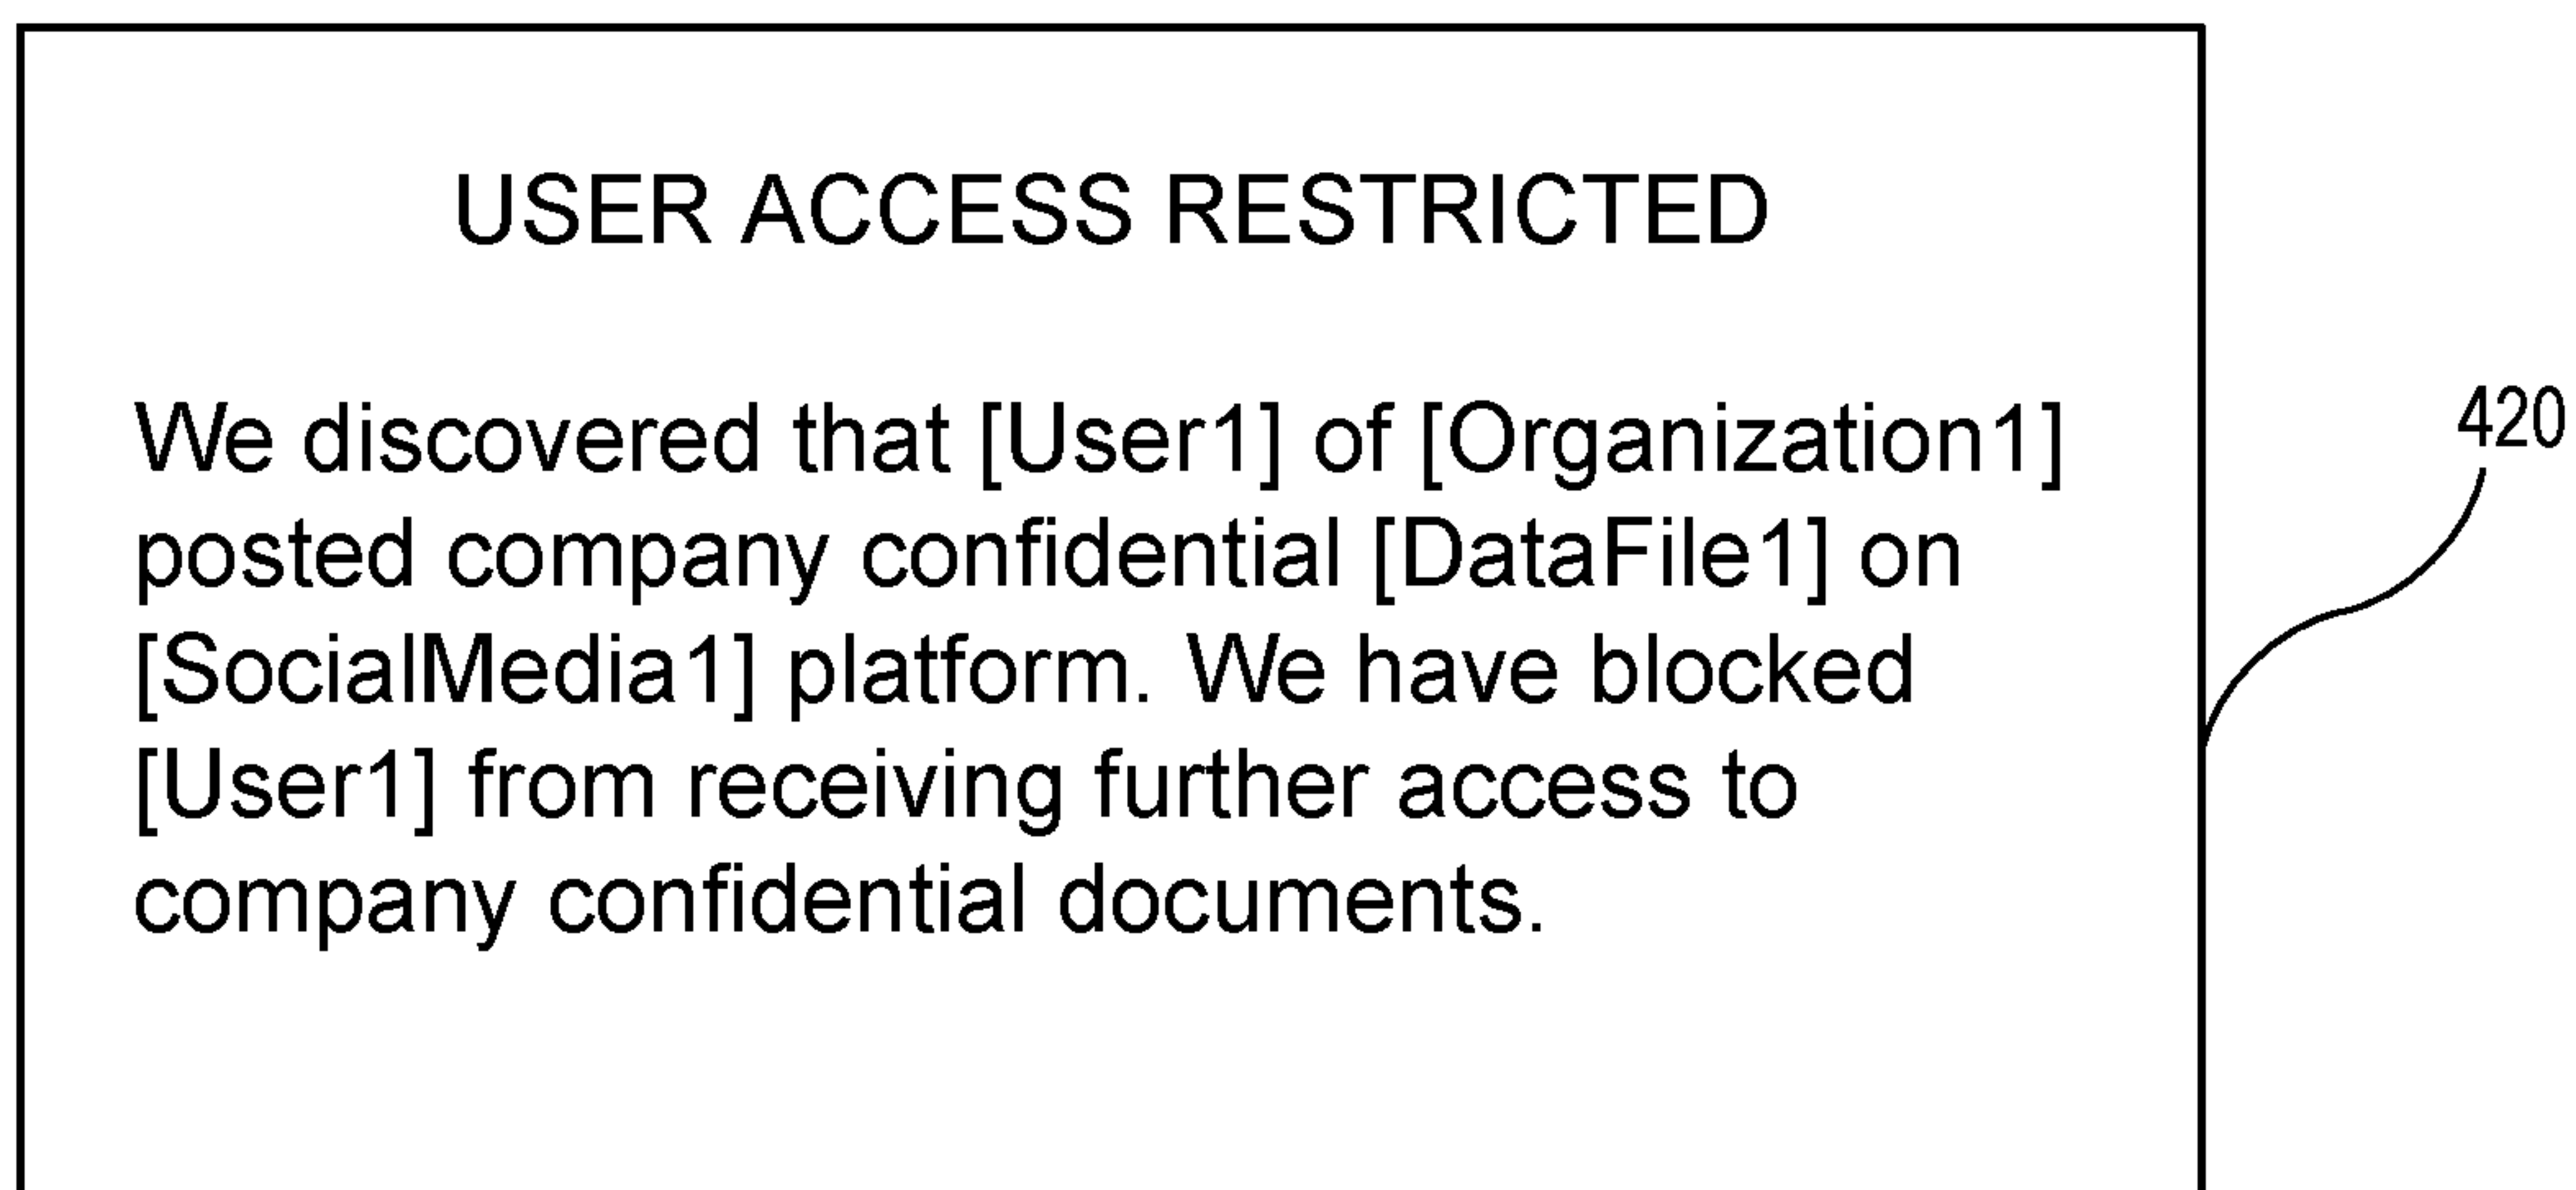 USER ACCESS RESTRICTED
We discovered that [User1] of [Organization1]
posted company confidential [DataFile1] on
[SocialMedia1] platform. We have blocked
[User1] from receiving further access to
company confidential documents.
420